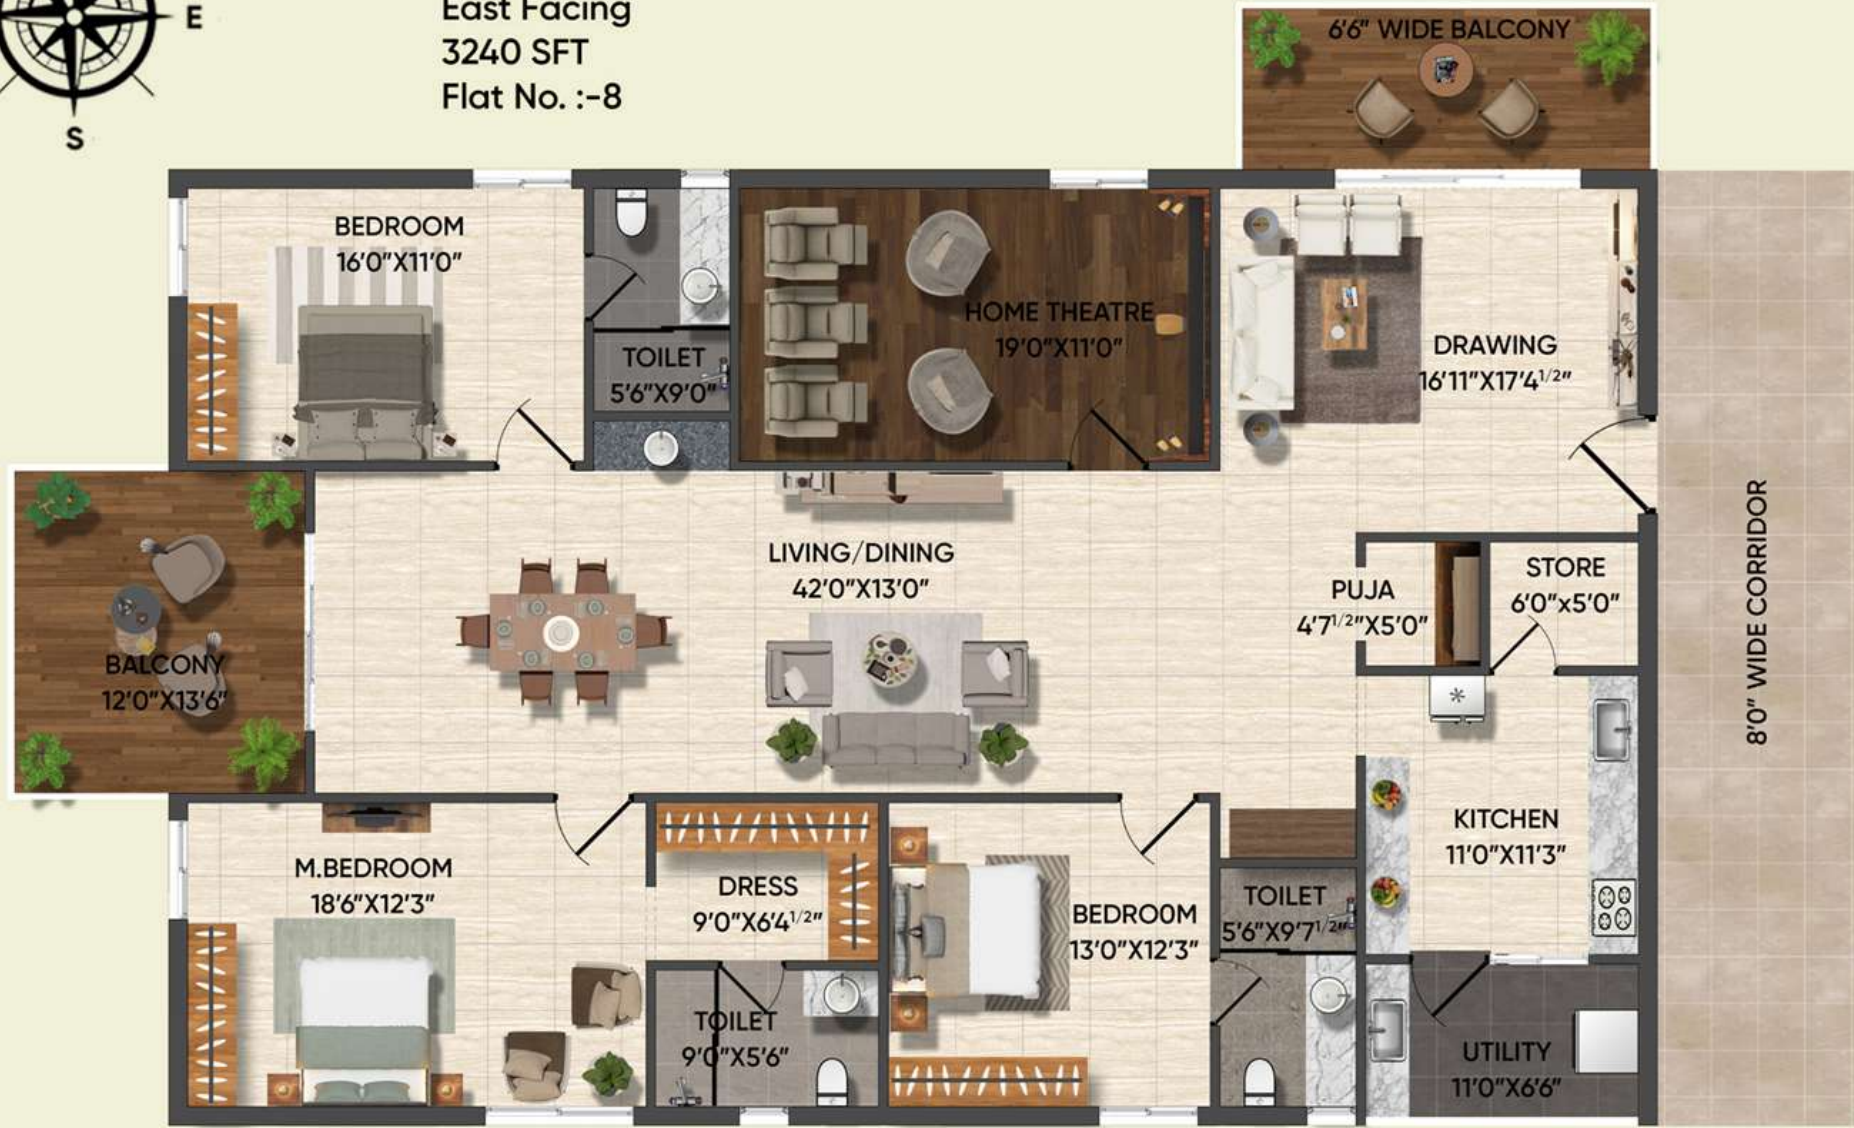 E
S
East Facing
3240 SFT
Flat No. :-8
6'6" WIDE BALCONY
BEDROOM
16'0"X11'0"
TOILET
5'6"X9'0"
HOME THEATRE
19'0"X11'0"
DRAWING
16'11"X17'4 1/2"
LIVING/DINING
42'0"X13'0"
PUJA
4'7 1/2"X5'0"
STORE
6'0"x5'0"
8'0" WIDE CORRIDOR
BALCONY
12'0"X13'6"
M.BEDROOM
18'6"X12'3"
DRESS
9'0"X6'4 1/2"
TOILET
9'0"X5'6"
BEDROOM
13'0"X12'3"
TOILET
5'6"X9'7 1/2"
KITCHEN
11'0"X11'3"
UTILITY
11'0"X6'6"